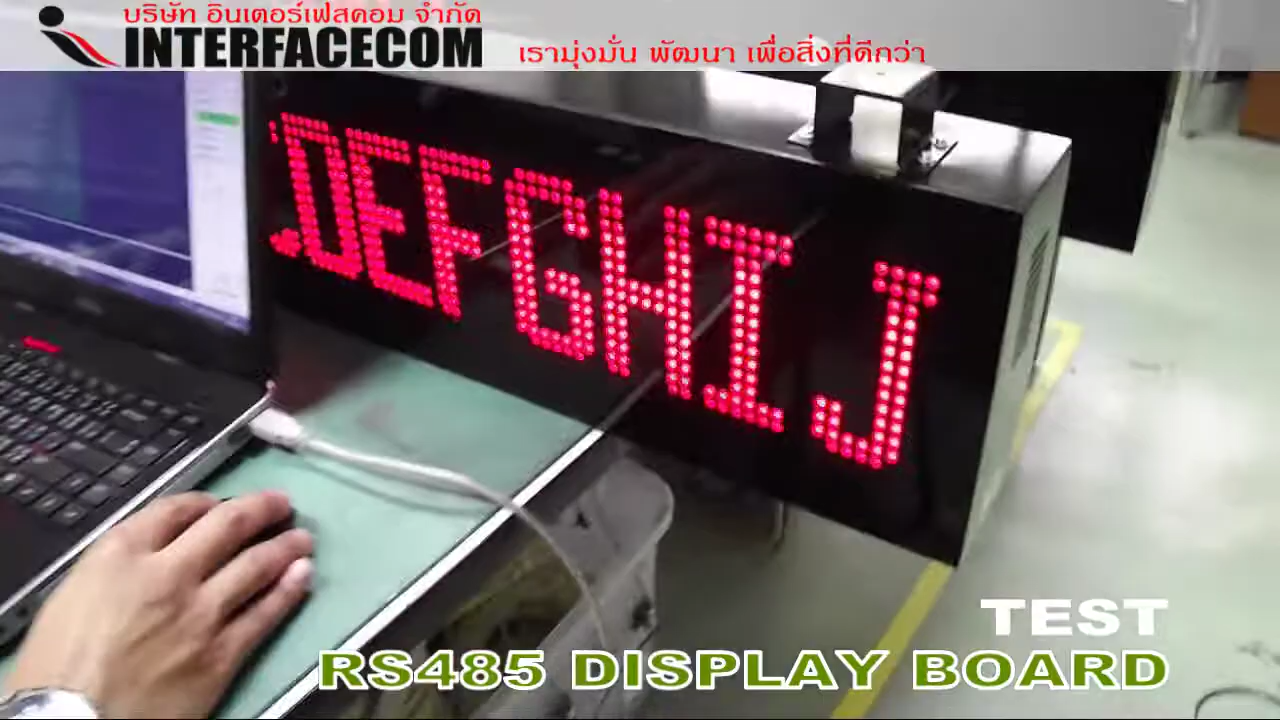 บริษัท อินเตอร์เฟสคอม จำกัด
INTERFACECOM
เรามุ่งมั่น พัฒนา เพื่อสิ่งที่ดีกว่า
DEFGHIJ
TEST
RS485 DISPLAY BOARD